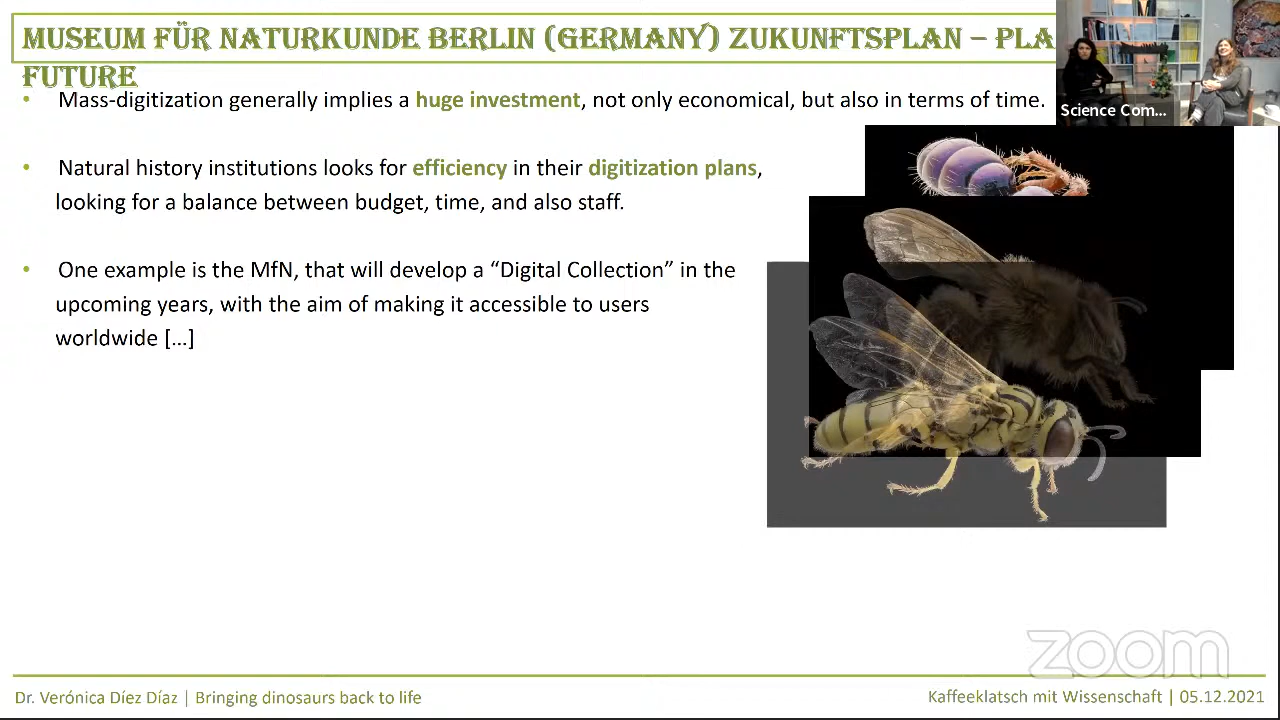 MUSEUM FÜR NATURKUNDE BERLIN (GERMANY) ZUKUNFTSPLAN – PLA
FUTURE
• Mass-digitization generally implies a huge investment, not only economical, but also in terms of time.
• Natural history institutions looks for efficiency in their digitization plans,
looking for a balance between budget, time, and also staff.
• One example is the MfN, that will develop a “Digital Collection” in the
upcoming years, with the aim of making it accessible to users
worldwide [...]
Science Com...
zoom
Dr. Verónica Díez Díaz | Bringing dinosaurs back to life
Kaffeeklatsch mit Wissenschaft | 05.12.2021